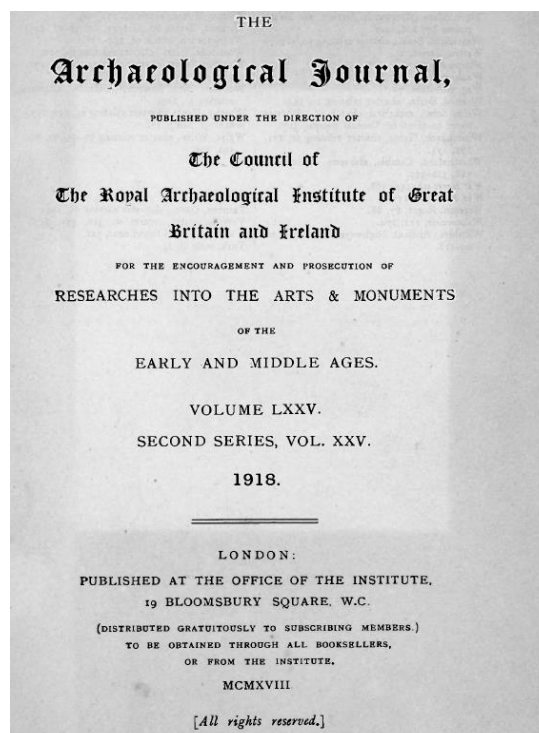 THE
Archaeological Journal,
PUBLISHED UNDER THE DIRECTION OF
The Council of
The Royal Archaeological Institute of Great
Britain and Ireland
FOR THE ENCOURAGEMENT AND PROSECUTION OF
RESEARCHES INTO THE ARTS & MONUMENTS
OF THE
EARLY AND MIDDLE AGES.
VOLUME LXXV.
SECOND SERIES, VOL. XXV.
1918.
LONDON:
PUBLISHED AT THE OFFICE OF THE INSTITUTE,
19 BLOOMSBURY SQUARE, W.C.
(DISTRIBUTED GRATUITOUSLY TO SUBSCRIBING MEMBERS.)
TO BE OBTAINED THROUGH ALL BOOKSELLERS,
OR FROM THE INSTITUTE.
MCMXVIII
[All rights reserved.]